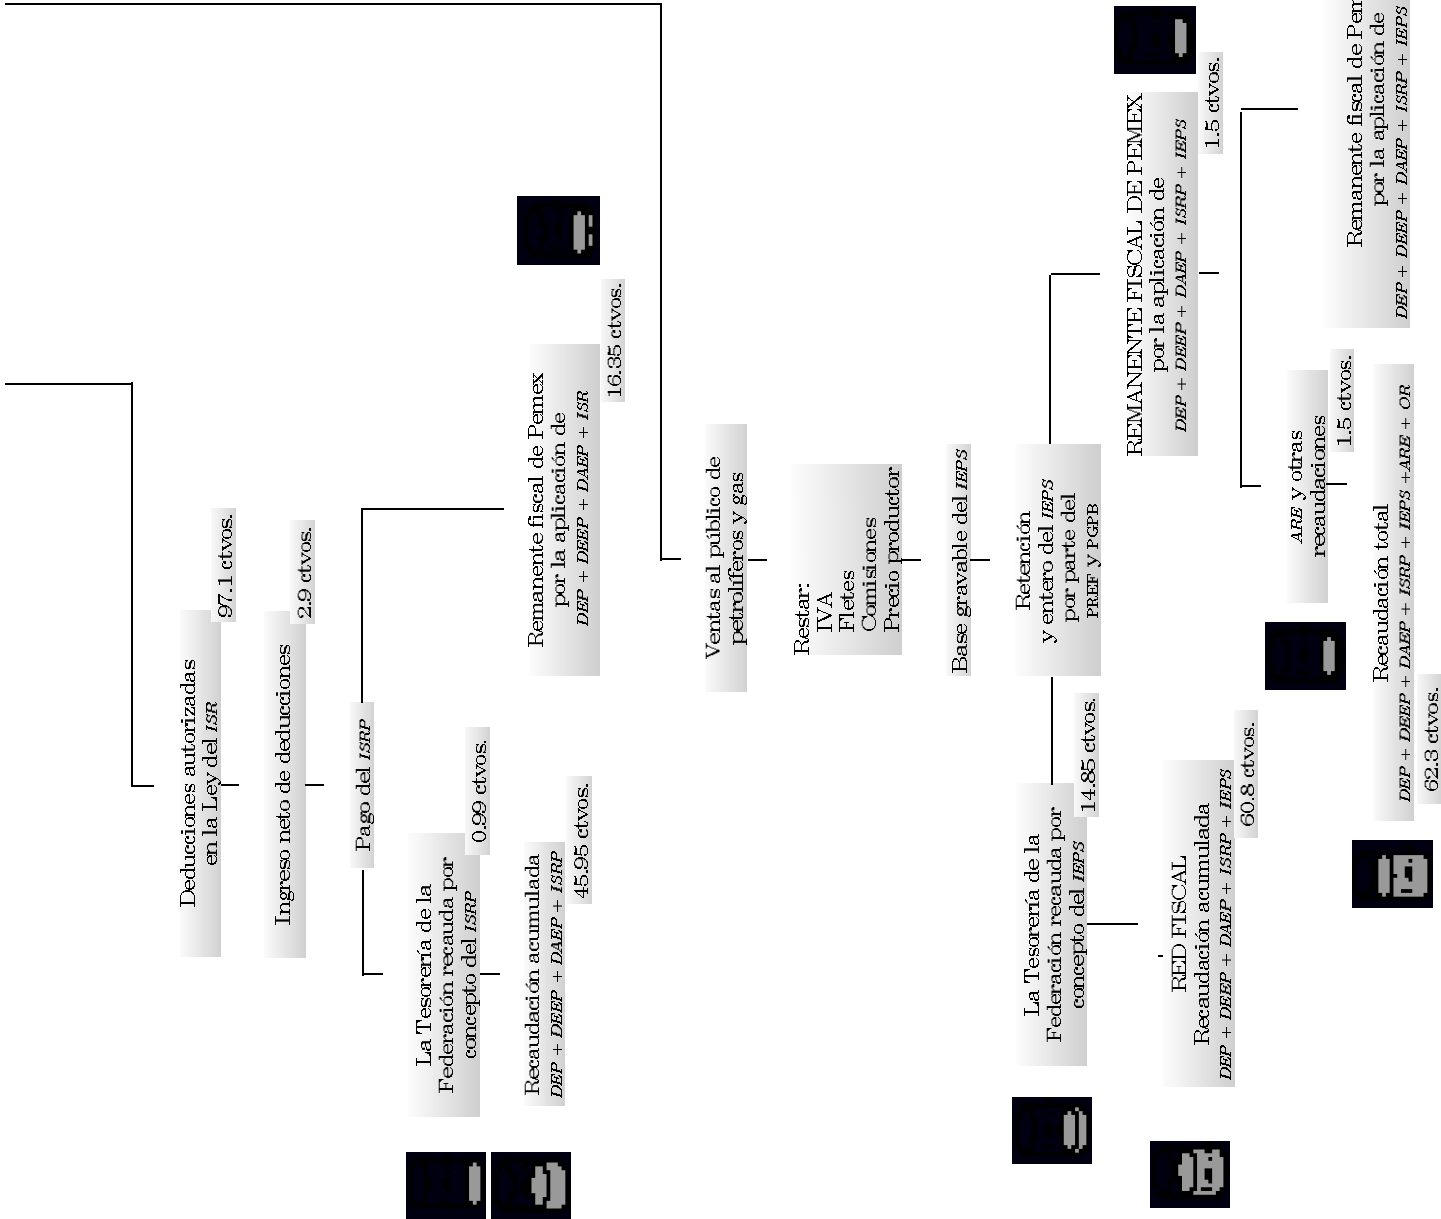 Deducciones autorizadas
en la Ley del ISR
97.1 ctvos.
Ingreso neto de deducciones
2.9 ctvos.
Pago del ISRP
La Tesorería de la
Federación recauda por
concepto del ISRP
0.99 ctvos.
Recaudación acumulada
DEP + DEEP + DAEP + ISRP
45.95 ctvos.
Remanente fiscal de Pemex
por la aplicación de
DEP + DEEP + DAEP + ISR
16.35 ctvos.
Ventas al público de
petrolíferos y gas
Restar:
IVA
Fletes
Comisiones
Precio productor
Base gravable del IEPS
Retención
y entero del IEPS
por parte del
PREF y PGPB
La Tesorería de la
Federación recauda por
concepto del IEPS
14.85 ctvos.
RED FISCAL
Recaudación acumulada
DEP + DEEP + DAEP + ISRP + IEPS
60.8 ctvos.
REMANENTE FISCAL DE PEMEX
por la aplicación de
DEP + DEEP + DAEP + ISRP + IEPS
1.5 ctvos.
ARE y otras
recaudaciones
1.5 ctvos.
Remanente fiscal de Pem
por la aplicación de
DEP + DEEP + DAEP + ISRP + IEPS
Recaudación total
DEP + DEEP + DAEP + ISRP + IEPS +ARE + OR
62.3 ctvos.